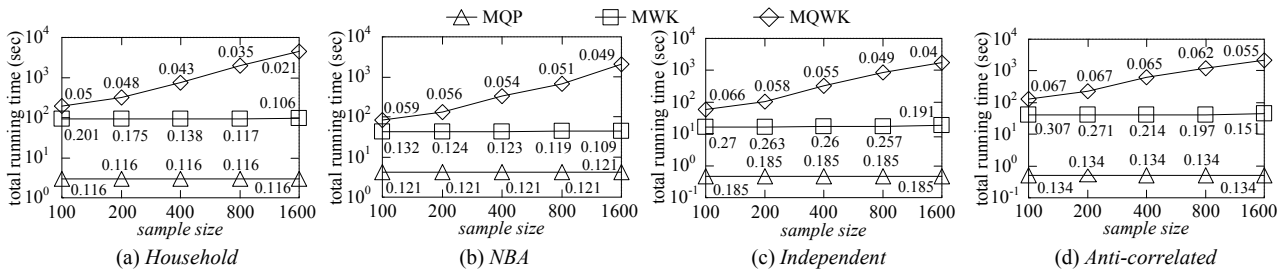 MQP MWK MQWK
total running time (sec)
10^4
10^3
10^2
10^1
10^0
0.05 0.048 0.043 0.035 0.021
0.201 0.175 0.138 0.117 0.106
0.116 0.116 0.116 0.116 0.116
100 200 400 800 1600
sample size
(a) Household
total running time (sec)
10^4
10^3
10^2
10^1
10^0
0.059 0.056 0.054 0.051 0.049
0.132 0.124 0.123 0.119 0.109
0.121 0.121 0.121 0.121 0.121
100 200 400 800 1600
sample size
(b) NBA
total running time (sec)
10^4
10^3
10^2
10^1
10^0
10^-1
0.066 0.058 0.055 0.049 0.04
0.27 0.263 0.26 0.257 0.191
0.185 0.185 0.185 0.185 0.185
100 200 400 800 1600
sample size
(c) Independent
total running time (sec)
10^4
10^3
10^2
10^1
10^0
10^-1
0.067 0.067 0.065 0.062 0.055
0.307 0.271 0.214 0.197 0.151
0.134 0.134 0.134 0.134 0.134
100 200 400 800 1600
sample size
(d) Anti-correlated